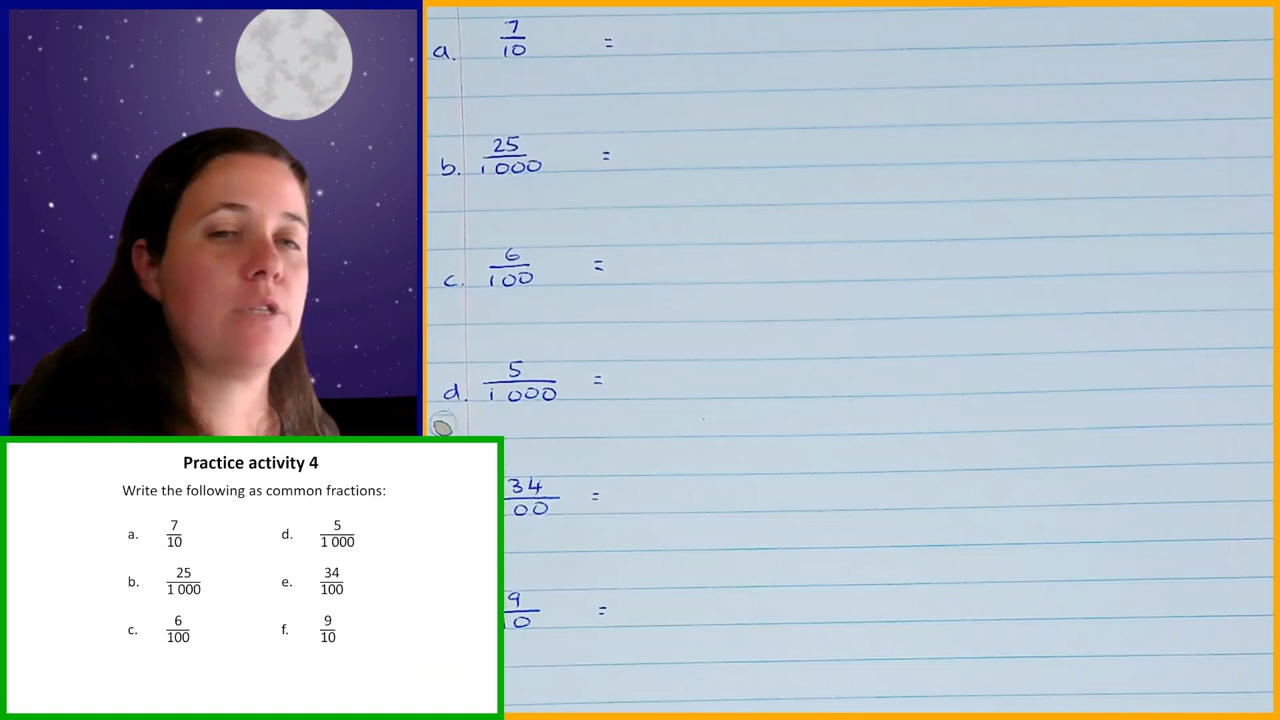 a. 7/10 =
b. 25/1 000 =
c. 6/100 =
d. 5/1 000 =
34/00 =
9/10 =
Practice activity 4
Write the following as common fractions:
a. 7/10
d. 5/1 000
b. 25/1 000
e. 34/100
c. 6/100
f. 9/10